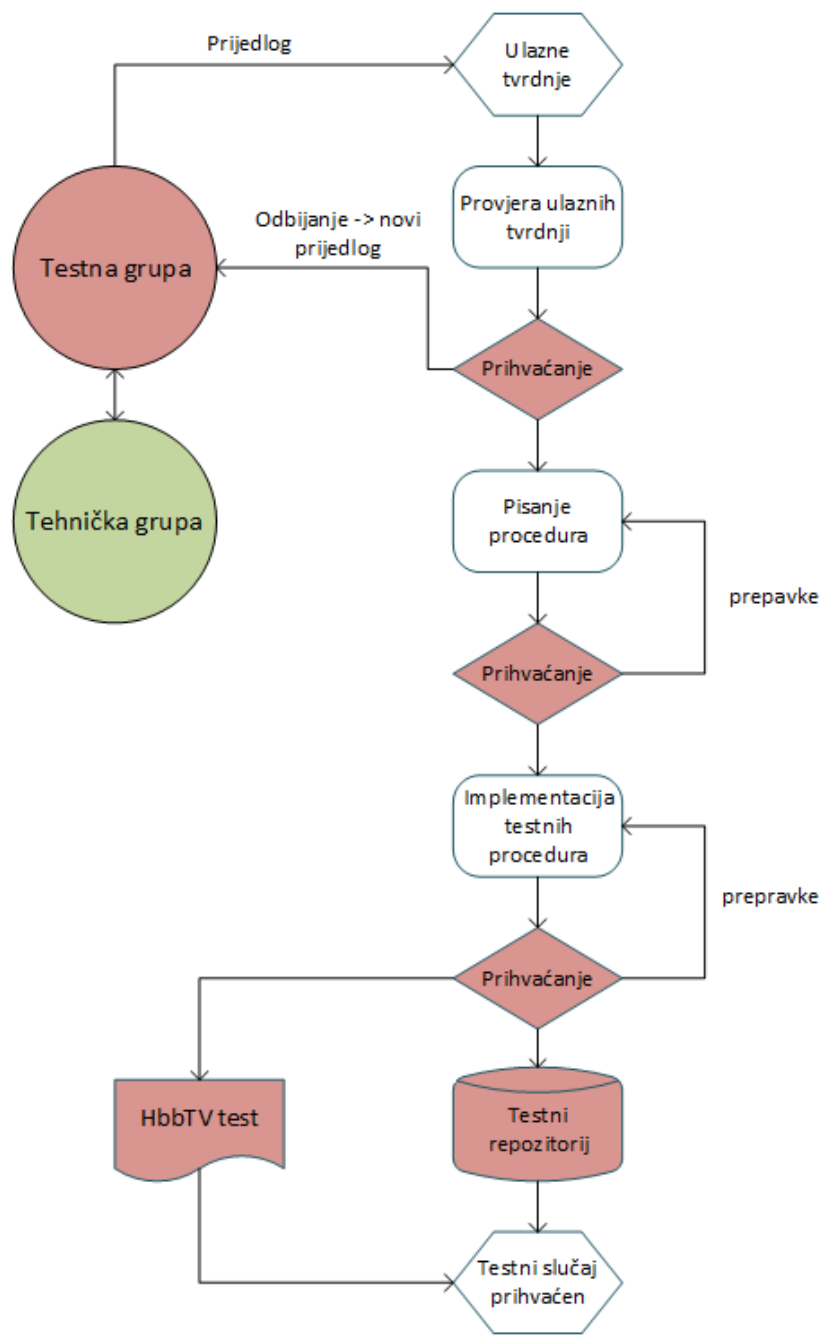 Prijedlog
Ulazne
tvrdnje
Provjera ulaznih
tvrdnji
Odbijanje -> novi
prijedlog
Testna grupa
Prihvaćanje
Tehnička grupa
Pisanje
procedura
prepavke
Prihvaćanje
Implementacija
testnih
procedura
prepravke
Prihvaćanje
HbbTV test
Testni
repozitorij
Testni slučaj
prihvaćen